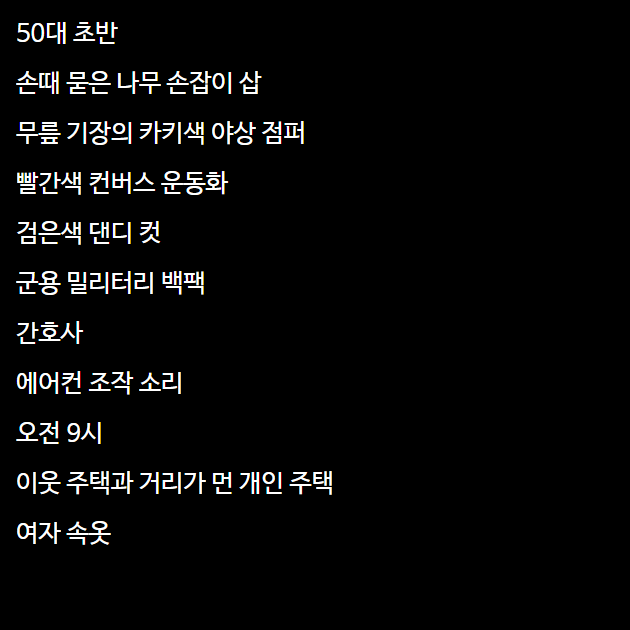 50대 초반
손때 묻은 나무 손잡이 삽
무릎 기장의 카키색 야상 점퍼
빨간색 컨버스 운동화
검은색 댄디 컷
군용 밀리터리 백팩
간호사
에어컨 조작 소리
오전 9시
이웃 주택과 거리가 먼 개인 주택
여자 속옷